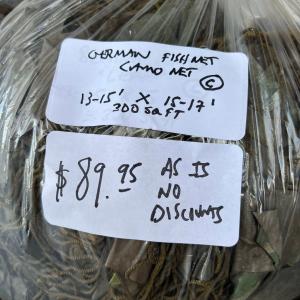 GERMAN FISHNET
CAMO NET
C
13-15' X 15-17'
300 SQ FT
$89.95
AS IS
NO
DISCOUNTS